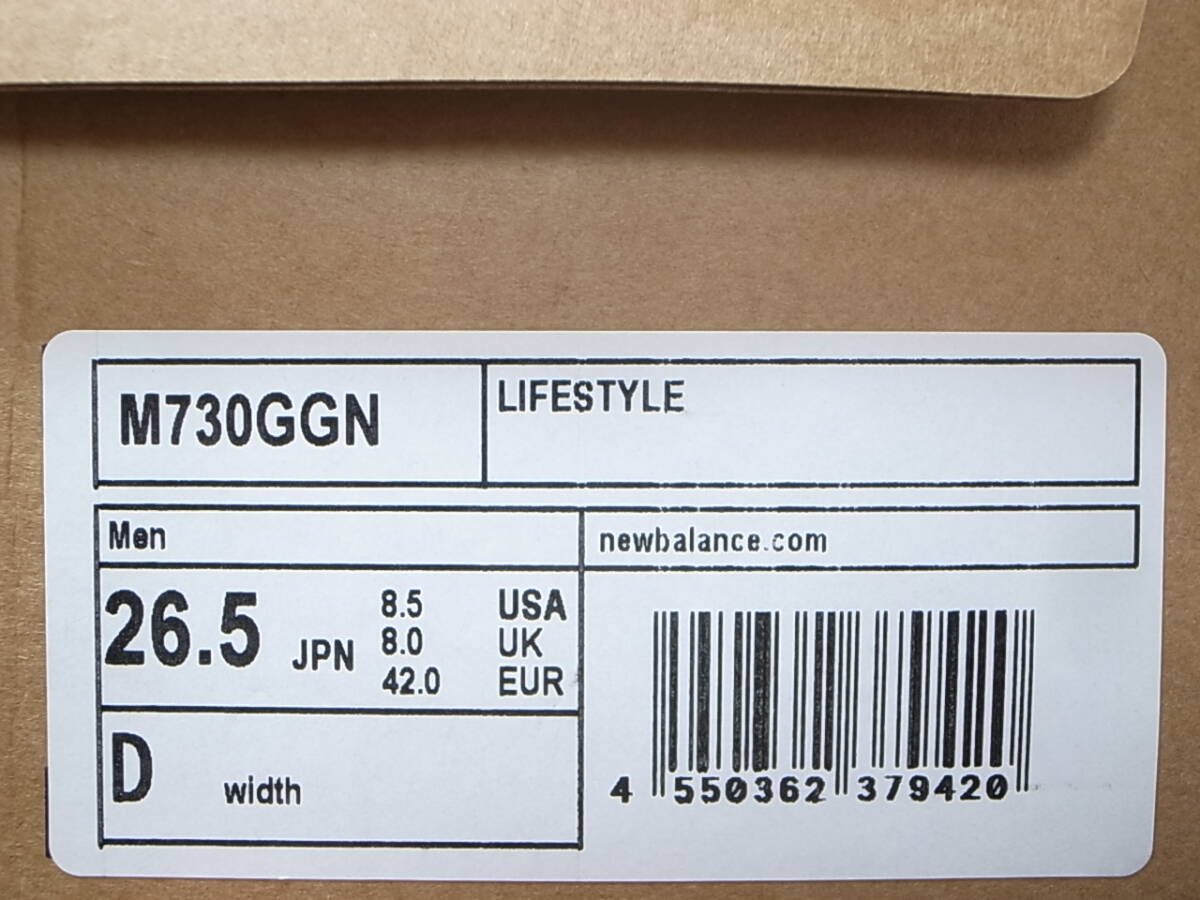 M730GGN
LIFESTYLE
Men
newbalance.com
26.5 JPN
8.5 USA
8.0 UK
42.0 EUR
D width
4 550362 379420